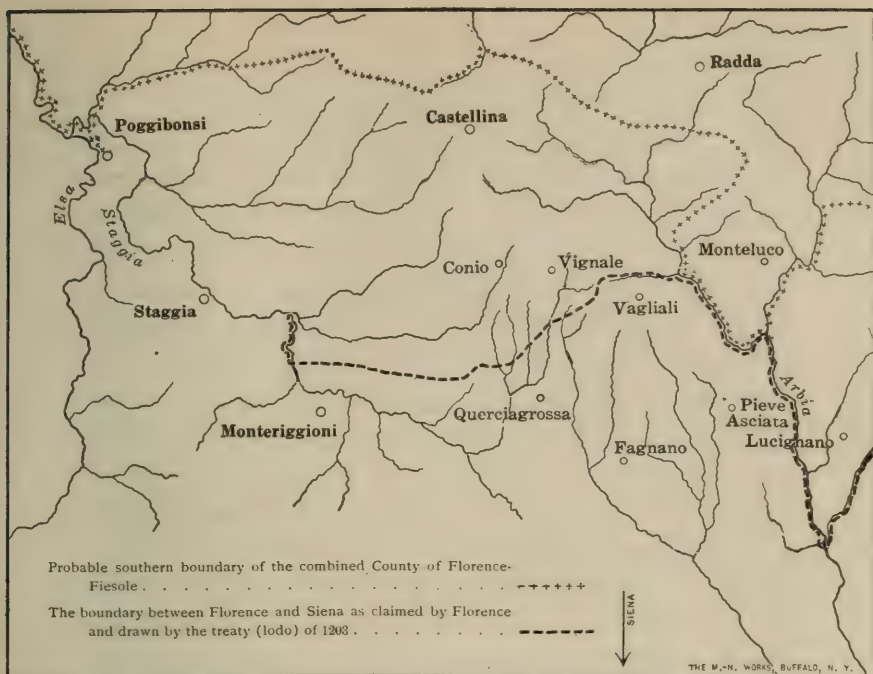 Radda
Poggibonsi
Castellina
Elsa
Staggia
Monteluco
Conio
Vignale
Staggia
Vagliali
Arbia
Querciagrossa
Pieve
Asciata
Monteriggioni
Lucignano
Fagnano
Probable southern boundary of the combined County of Florence-
Fiesole . . . . . . . . . . . . . . . . . .
The boundary between Florence and Siena as claimed by Florence
and drawn by the treaty (lodo) of 1203 . . . . . . . .
SIENA
THE M.-N. WORKS, BUFFALO, N. Y.